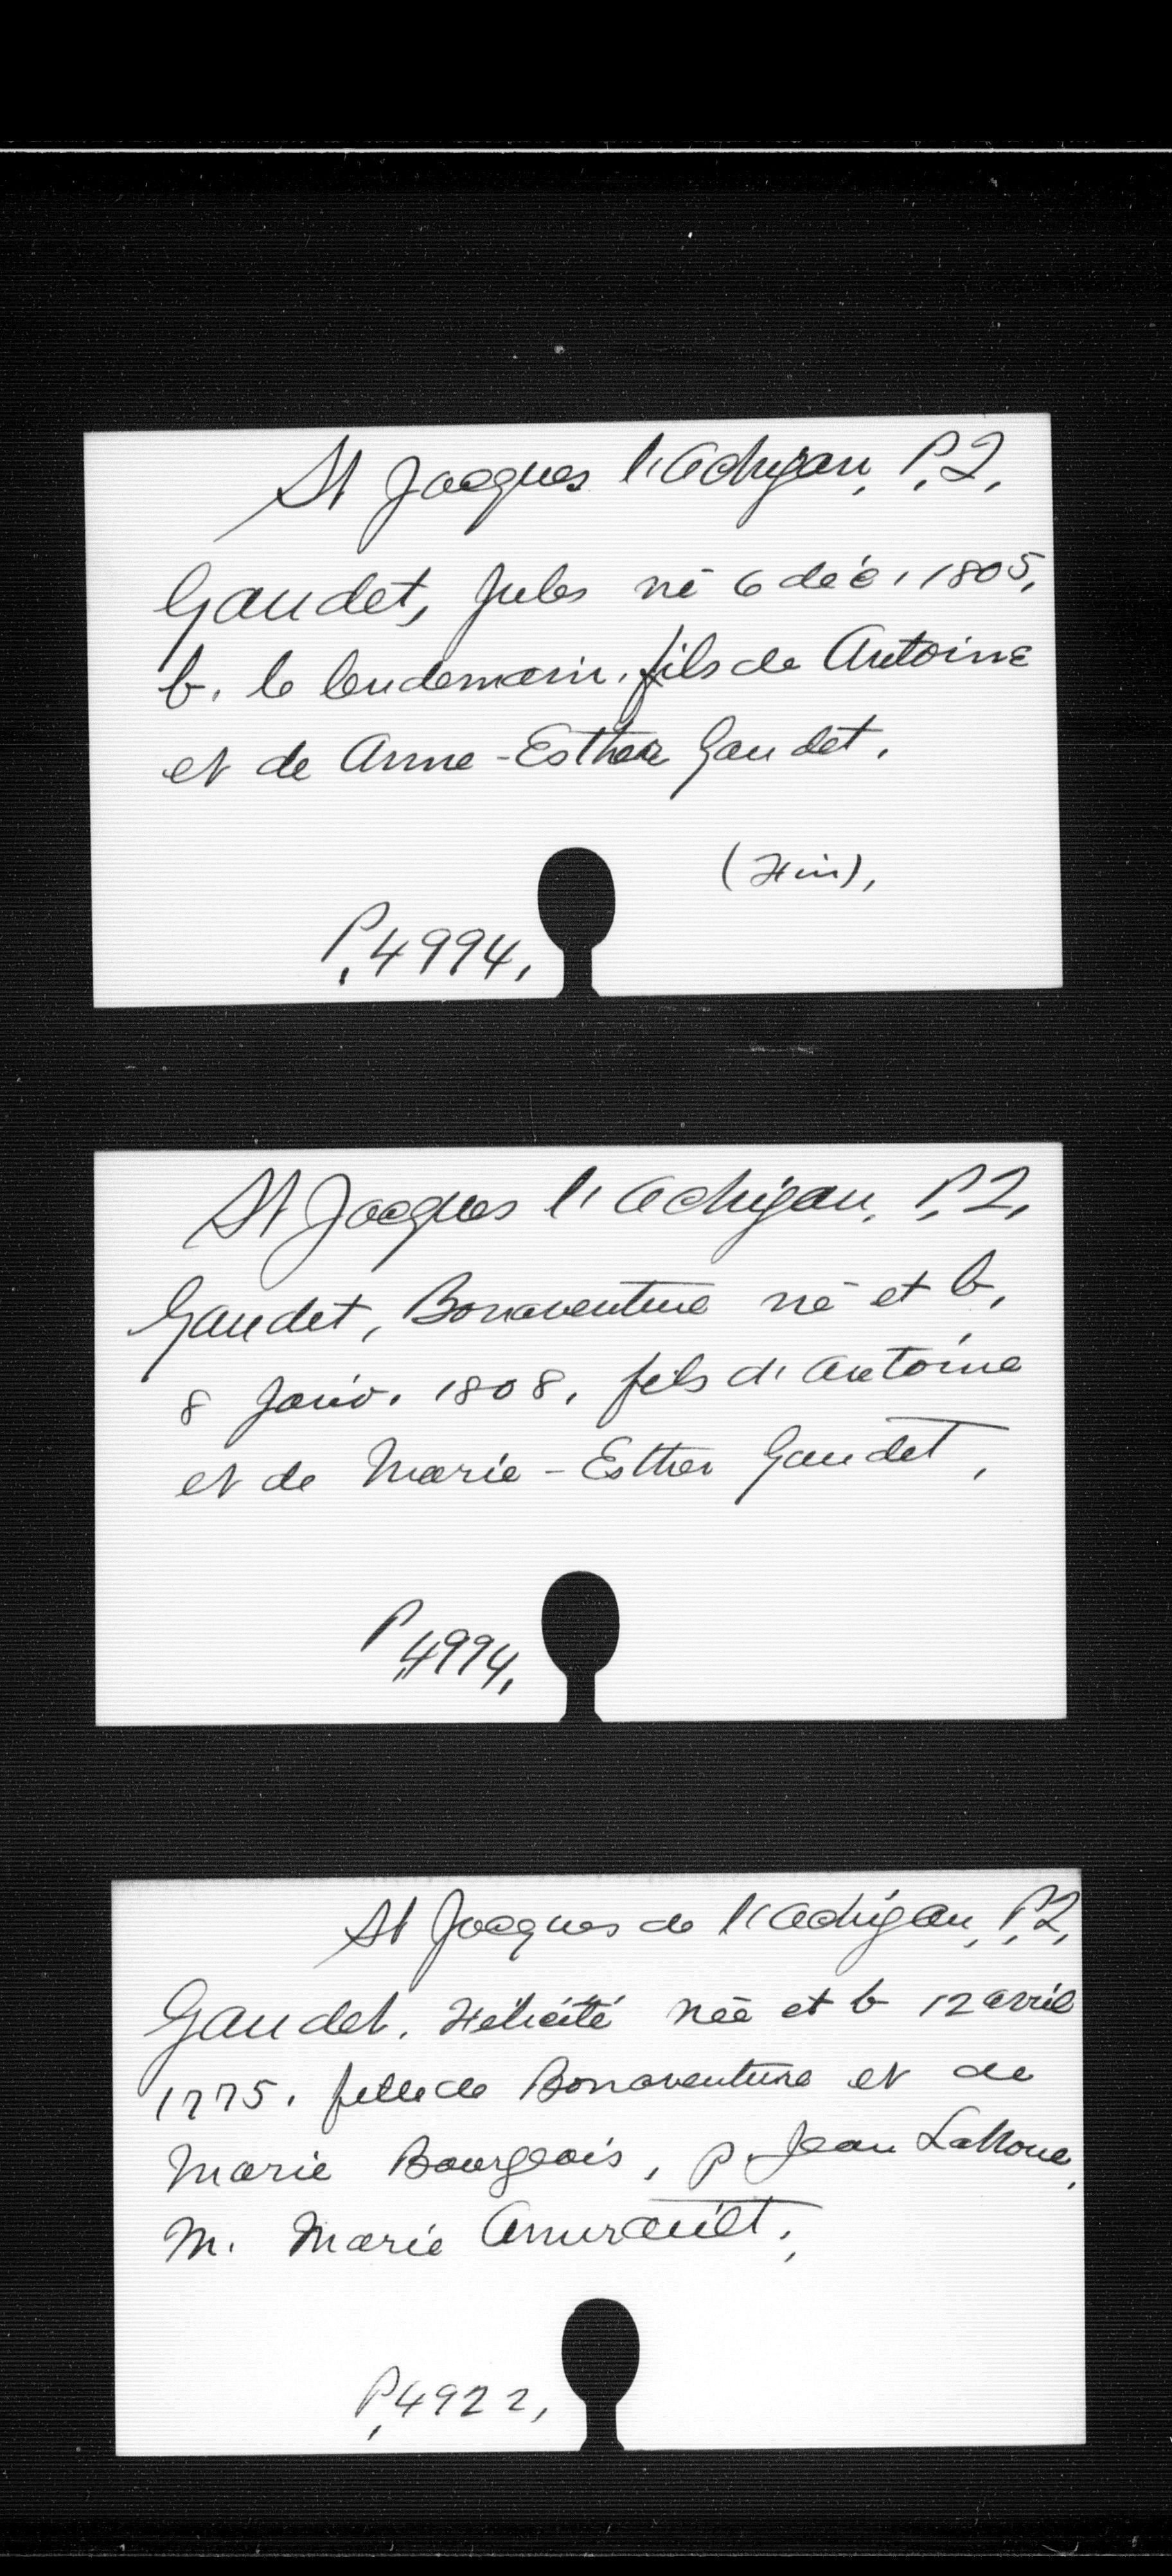 St Jacques l'Achigan, P.Q.
Gaudet, Jules né 6 déc. 1805,
b. le lendemain. fils de Antoine
et de Anne-Esther Gaudet.
(Fin).
P. 4994.
St Jacques l'Achigan, P.Q.
Gaudet, Bonaventure né et b.
8 janv. 1808. fils d'Antoine
et de Marie-Esther Gaudet.
P. 4994.
St Jacques de l'Achigan, P.Q.
Gaudet. Félicité née et b 12 avril
1775. fille de Bonaventure et de
Marie Bourgeois, p. Jean LaNoue,
m. Marie Amirault.
P. 4922,